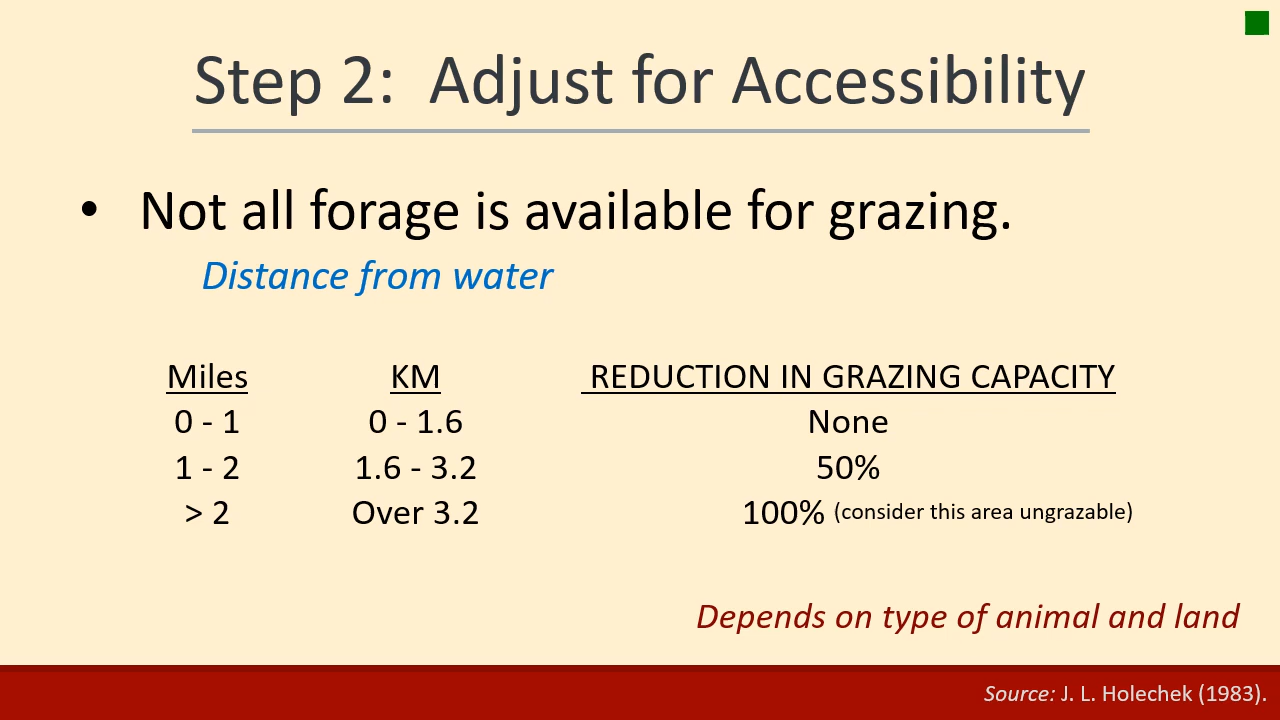 Step 2:  Adjust for Accessibility
• Not all forage is available for grazing.
Distance from water
Miles KM REDUCTION IN GRAZING CAPACITY
0 - 1 0 - 1.6 None
1 - 2 1.6 - 3.2 50%
> 2 Over 3.2 100% (consider this area ungrazable)
Depends on type of animal and land
Source: J. L. Holechek (1983).